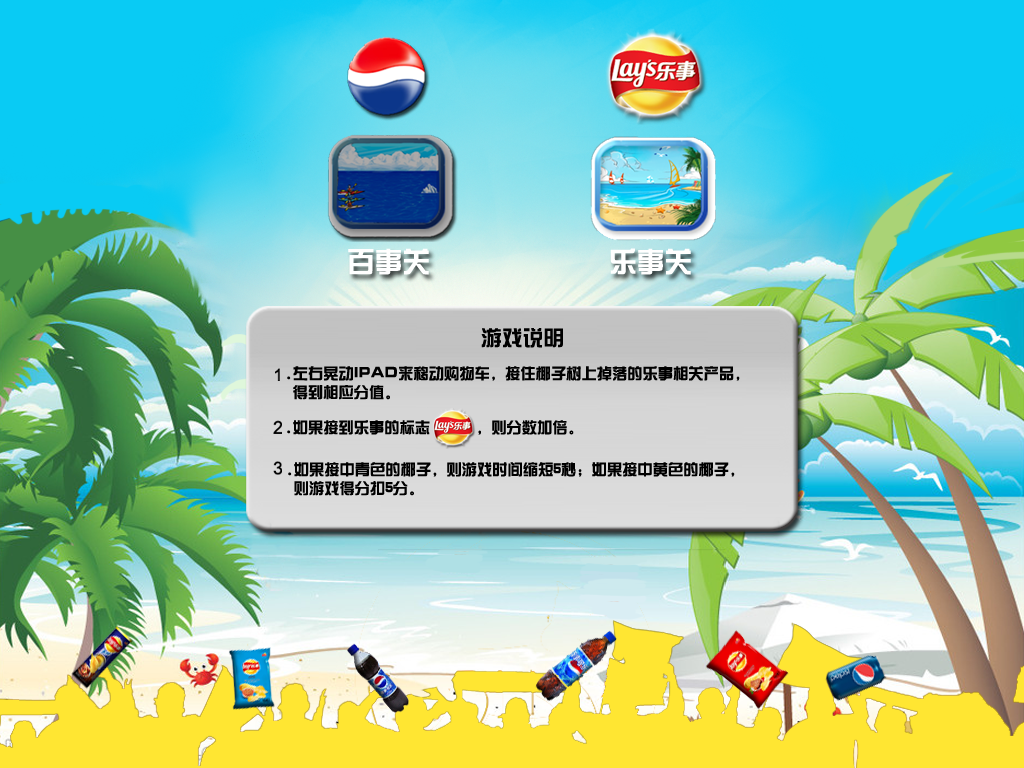 Lay's乐事
百事关
乐事关
游戏说明
1.左右晃动IPAD来移动购物车，接住椰子树上掉落的乐事相关产品，
得到相应分值。
2.如果接到乐事的标志 Lay's乐事 ，则分数加倍。
3.如果接中青色的椰子，则游戏时间缩短5秒；如果接中黄色的椰子，
则游戏得分扣5分。
pepsi